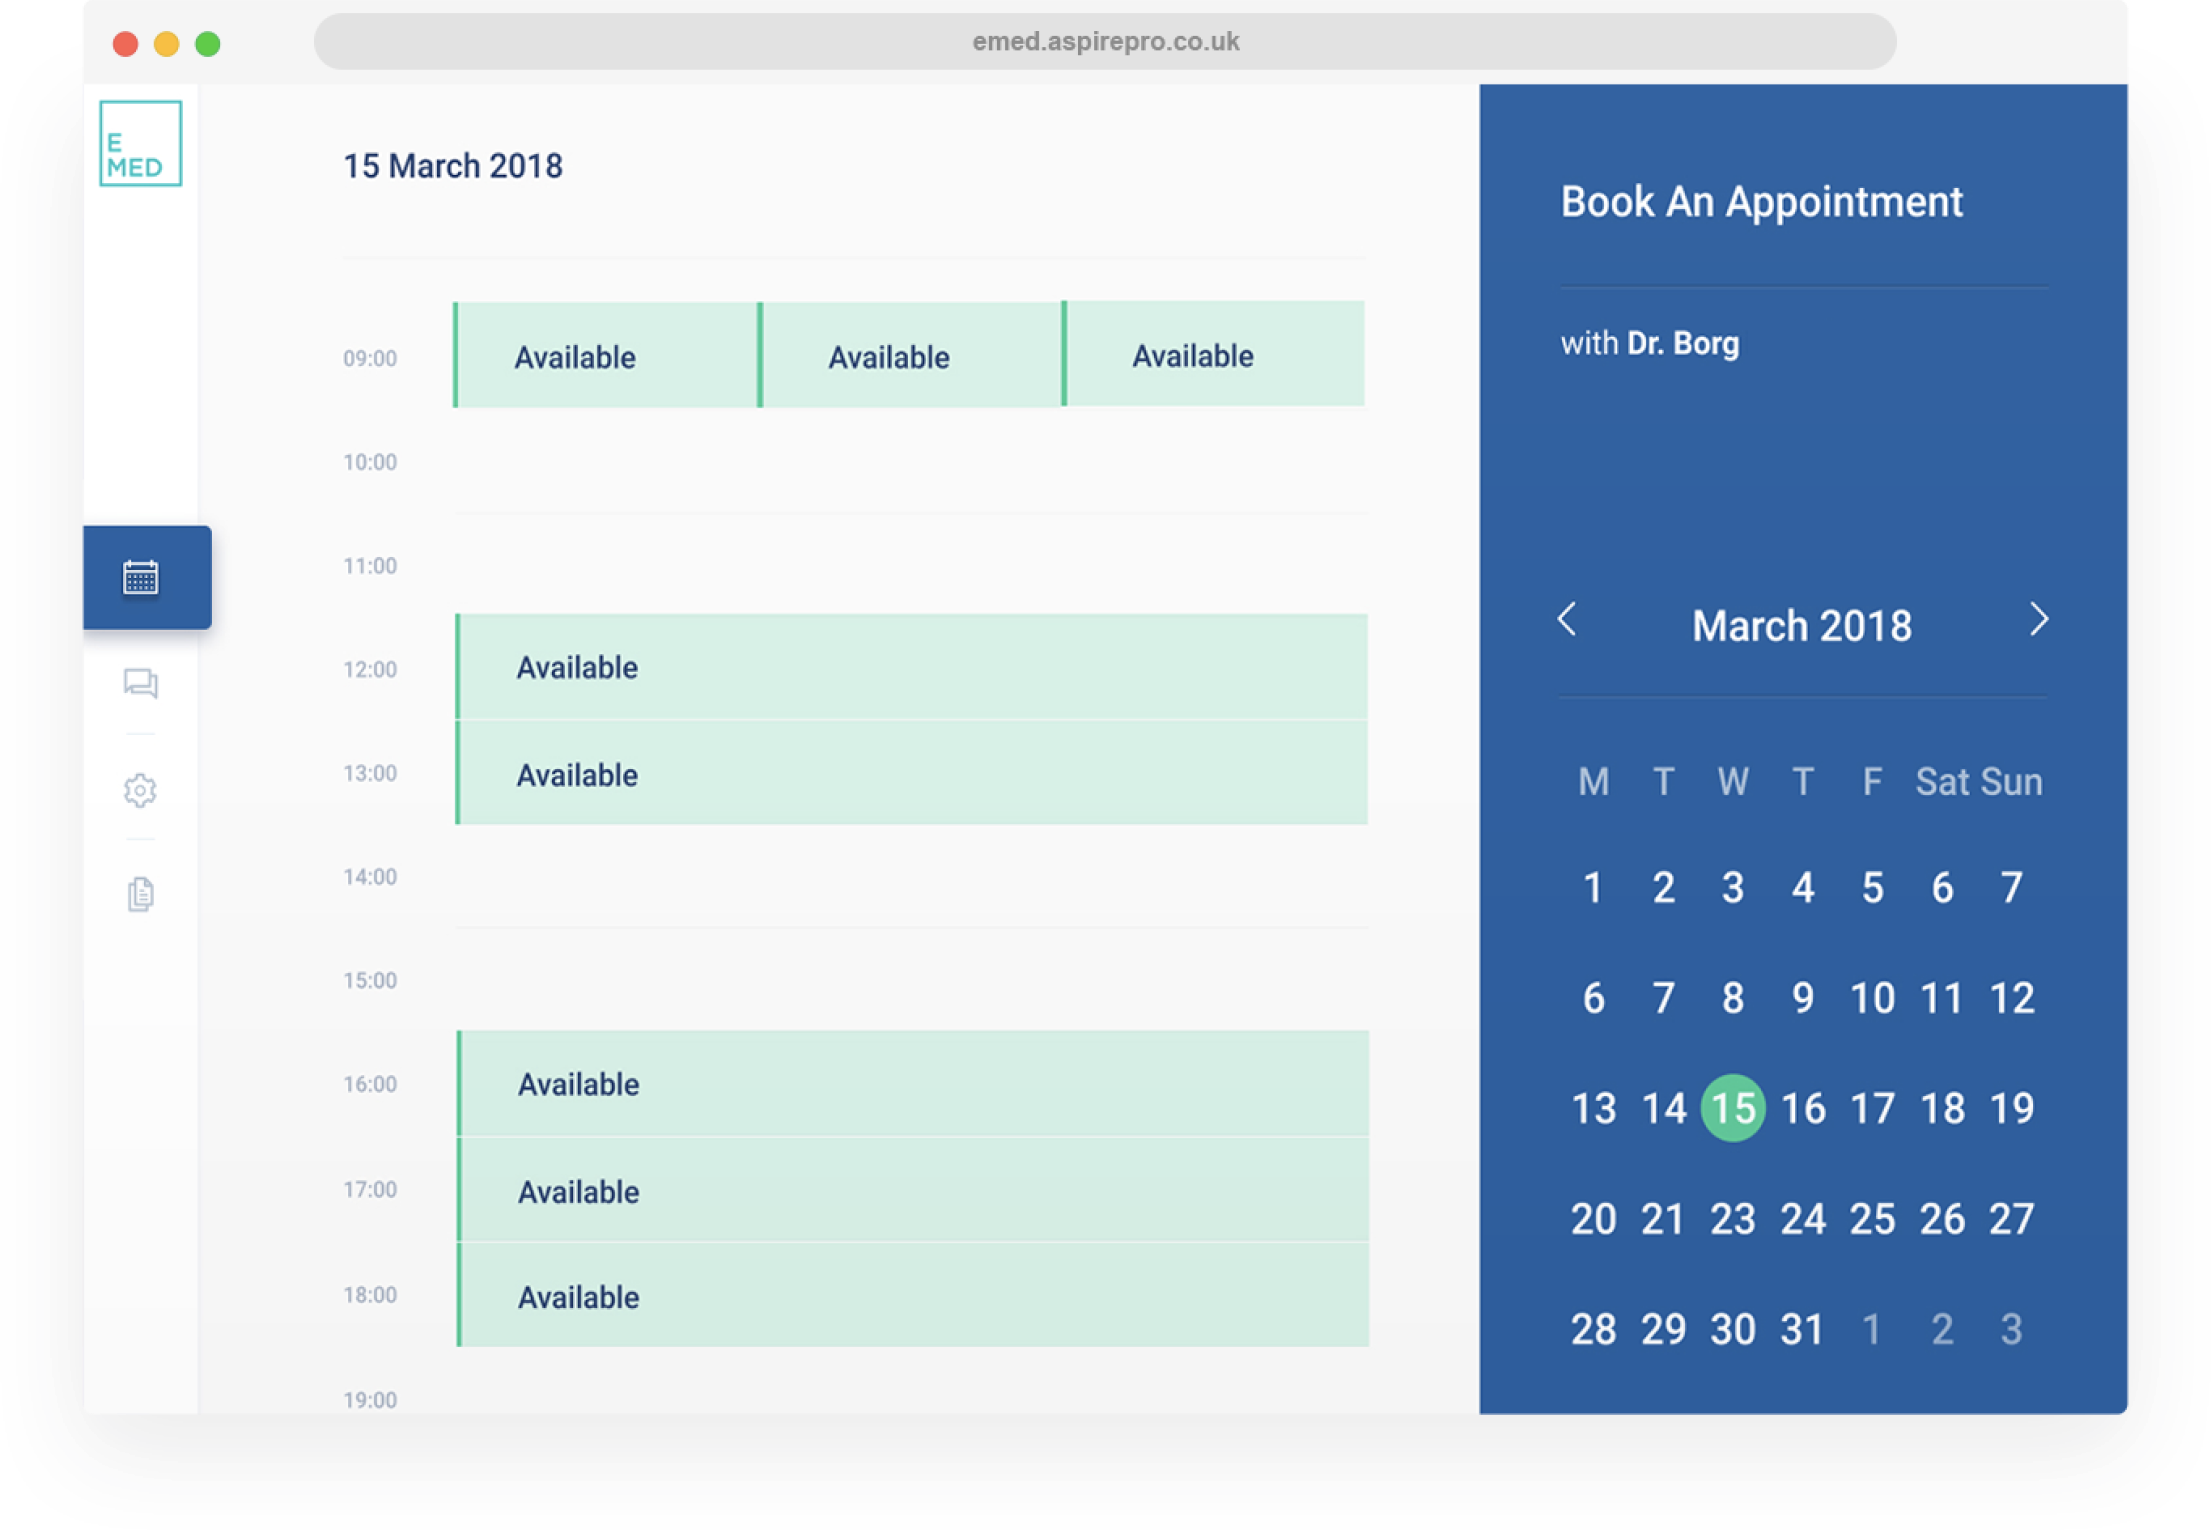 emed.aspirepro.co.uk
E
MED
15 March 2018
09:00 Available Available Available
10:00
11:00
12:00 Available
13:00 Available
14:00
15:00
16:00 Available
17:00 Available
18:00 Available
19:00
Book An Appointment
with Dr. Borg
March 2018
M T W T F Sat Sun
1 2 3 4 5 6 7
6 7 8 9 10 11 12
13 14 15 16 17 18 19
20 21 23 24 25 26 27
28 29 30 31 1 2 3